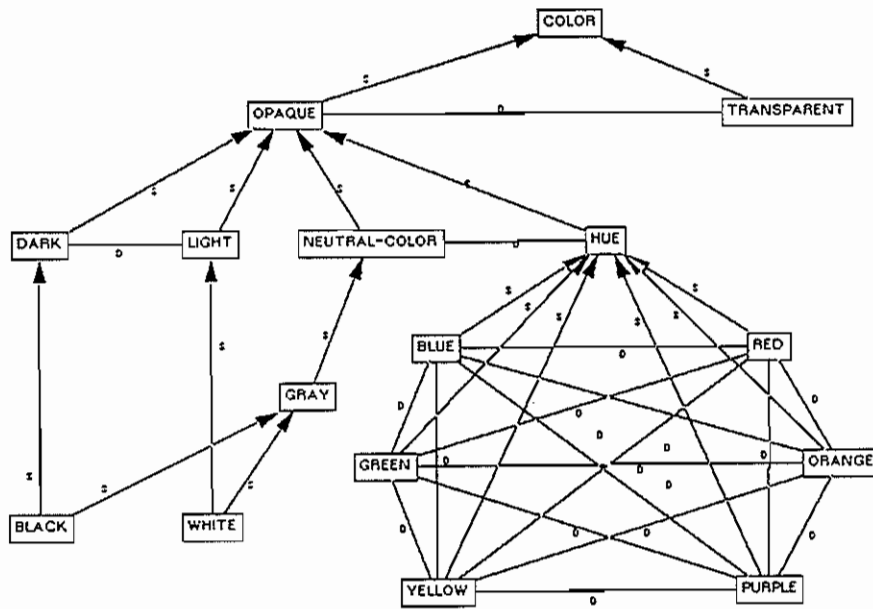 COLOR
S S
OPAQUE D TRANSPARENT
S S S S
DARK D LIGHT NEUTRAL-COLOR D HUE
S S S S S S S S
BLUE D RED
GRAY
D D D D D
GREEN D D D ORANGE
S S S D
BLACK WHITE D D D D
YELLOW D PURPLE